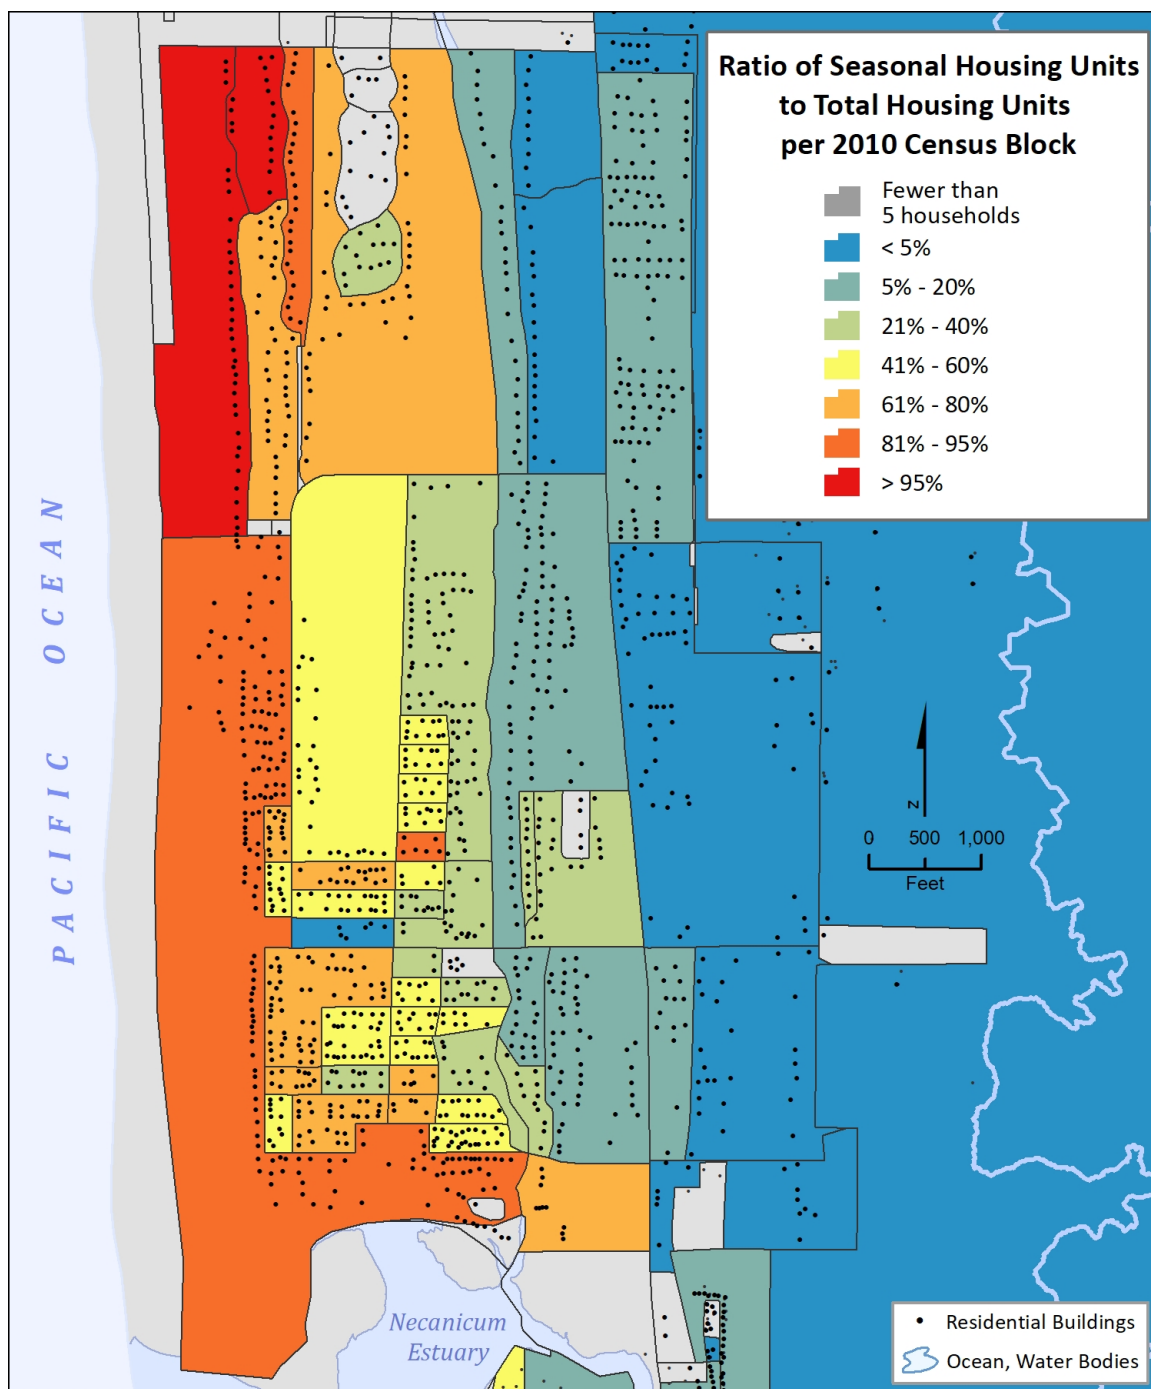 Ratio of Seasonal Housing Units
to Total Housing Units
per 2010 Census Block
Fewer than
5 households
< 5%
5% - 20%
21% - 40%
41% - 60%
61% - 80%
81% - 95%
> 95%
PACIFIC OCEAN
N
0 500 1,000
Feet
Necanicum
Estuary
Residential Buildings
Ocean, Water Bodies